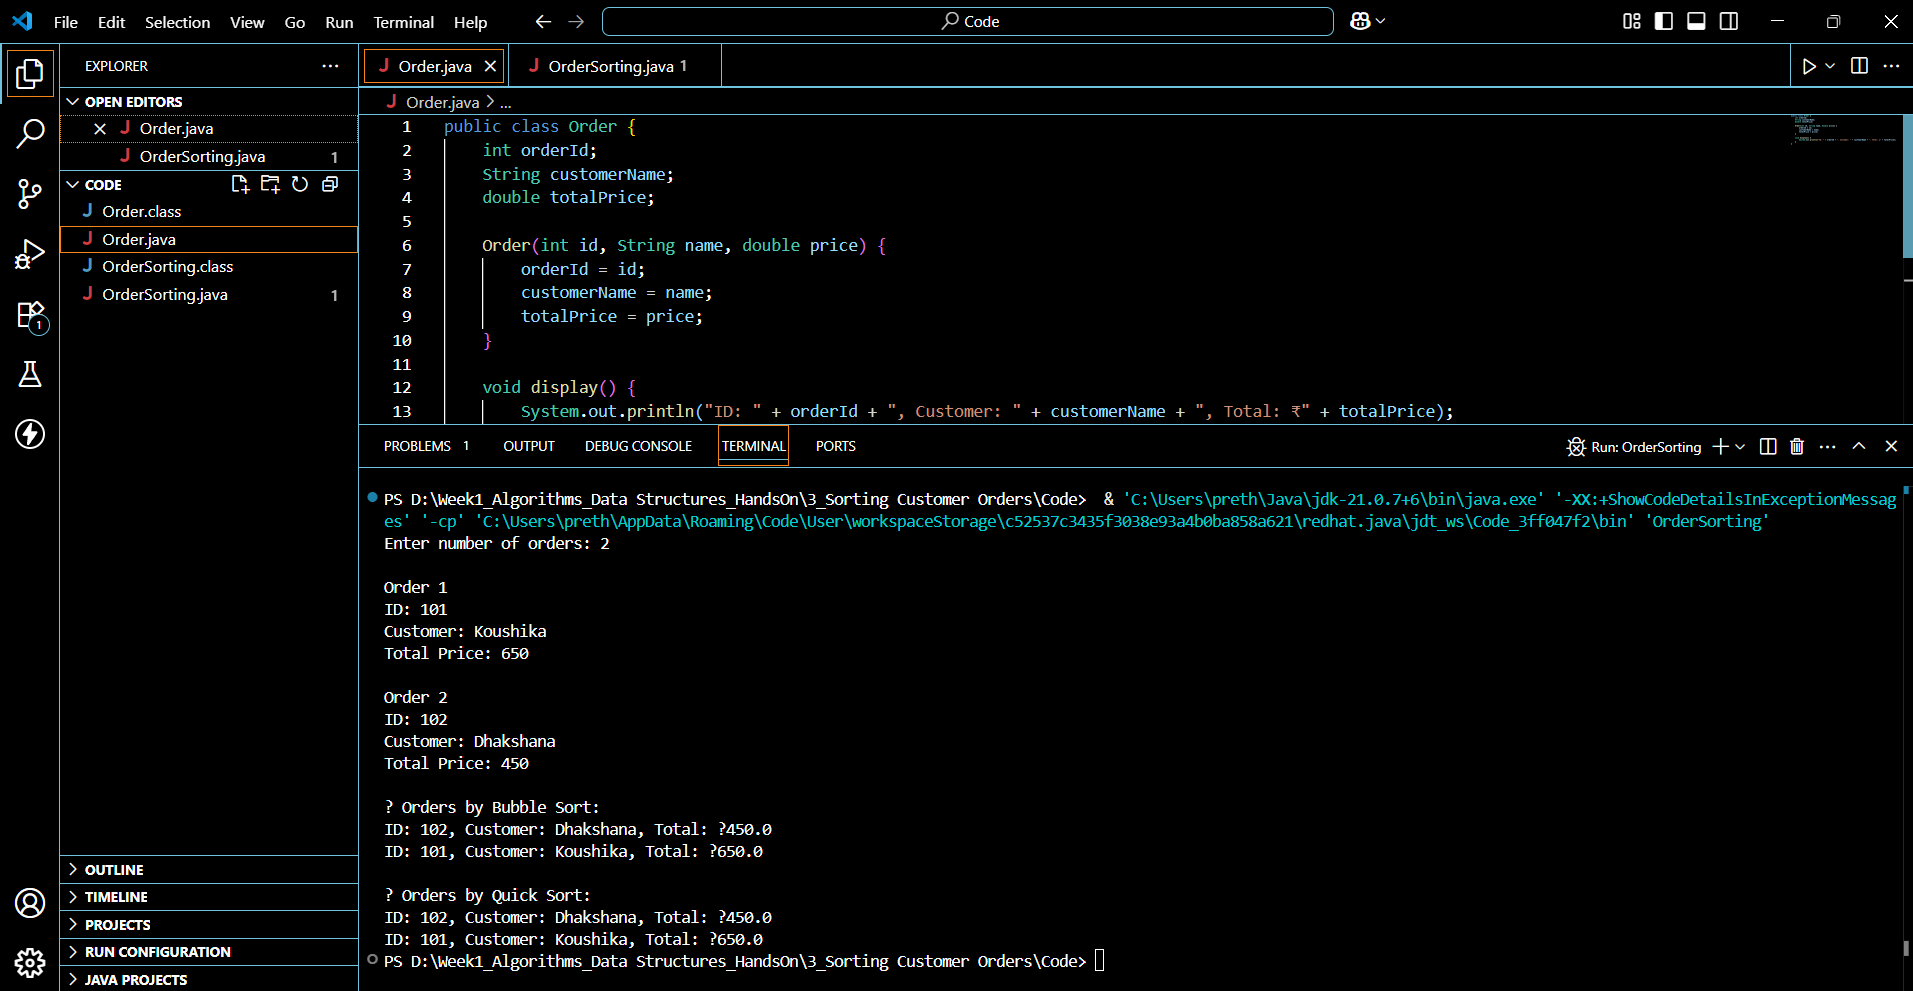 File Edit Selection View Go Run Terminal Help
Code
EXPLORER
OPEN EDITORS
Order.java
OrderSorting.java 1
CODE
Order.class
Order.java
OrderSorting.class
OrderSorting.java 1
OUTLINE
TIMELINE
PROJECTS
RUN CONFIGURATION
JAVA PROJECTS
1
Order.java
OrderSorting.java 1
Order.java > ...
1 public class Order {
2 int orderId;
3 String customerName;
4 double totalPrice;
5
6 Order(int id, String name, double price) {
7 orderId = id;
8 customerName = name;
9 totalPrice = price;
10 }
11
12 void display() {
13 System.out.println("ID: " + orderId + ", Customer: " + customerName + ", Total: ₹" + totalPrice);
PROBLEMS 1 OUTPUT DEBUG CONSOLE TERMINAL PORTS
Run: OrderSorting
PS D:\Week1_Algorithms_Data Structures_HandsOn\3_Sorting Customer Orders\Code> & 'C:\Users\preth\Java\jdk-21.0.7+6\bin\java.exe' '-XX:+ShowCodeDetailsInExceptionMessag
es' '-cp' 'C:\Users\preth\AppData\Roaming\Code\User\workspaceStorage\c52537c3435f3038e93a4b0ba858a621\redhat.java\jdt_ws\Code_3ff047f2\bin' 'OrderSorting'
Enter number of orders: 2
Order 1
ID: 101
Customer: Koushika
Total Price: 650
Order 2
ID: 102
Customer: Dhakshana
Total Price: 450
? Orders by Bubble Sort:
ID: 102, Customer: Dhakshana, Total: ?450.0
ID: 101, Customer: Koushika, Total: ?650.0
? Orders by Quick Sort:
ID: 102, Customer: Dhakshana, Total: ?450.0
ID: 101, Customer: Koushika, Total: ?650.0
PS D:\Week1_Algorithms_Data Structures_HandsOn\3_Sorting Customer Orders\Code>